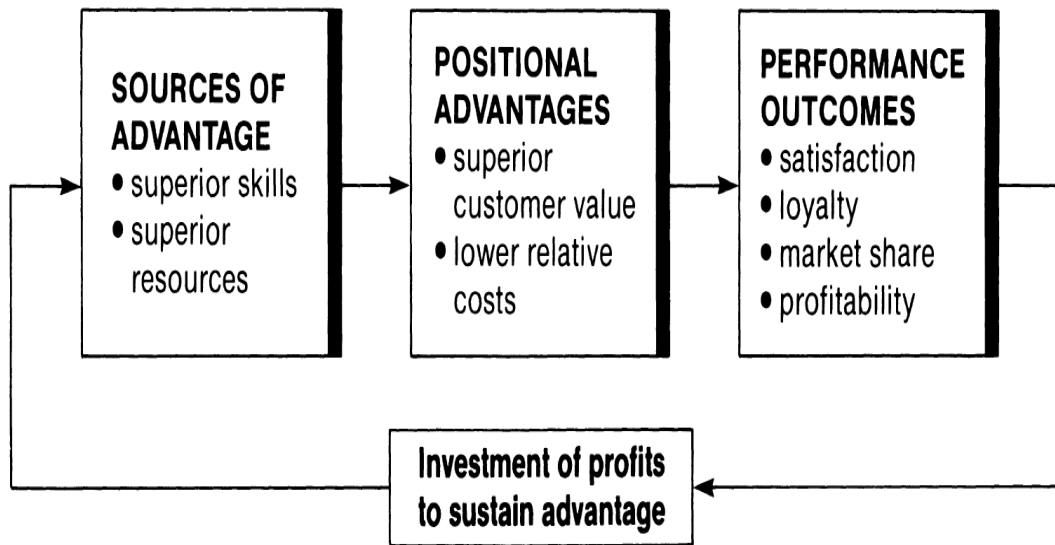 SOURCES OF
ADVANTAGE
• superior skills
• superior
resources
POSITIONAL
ADVANTAGES
• superior
customer value
• lower relative
costs
PERFORMANCE
OUTCOMES
• satisfaction
• loyalty
• market share
• profitability
Investment of profits
to sustain advantage